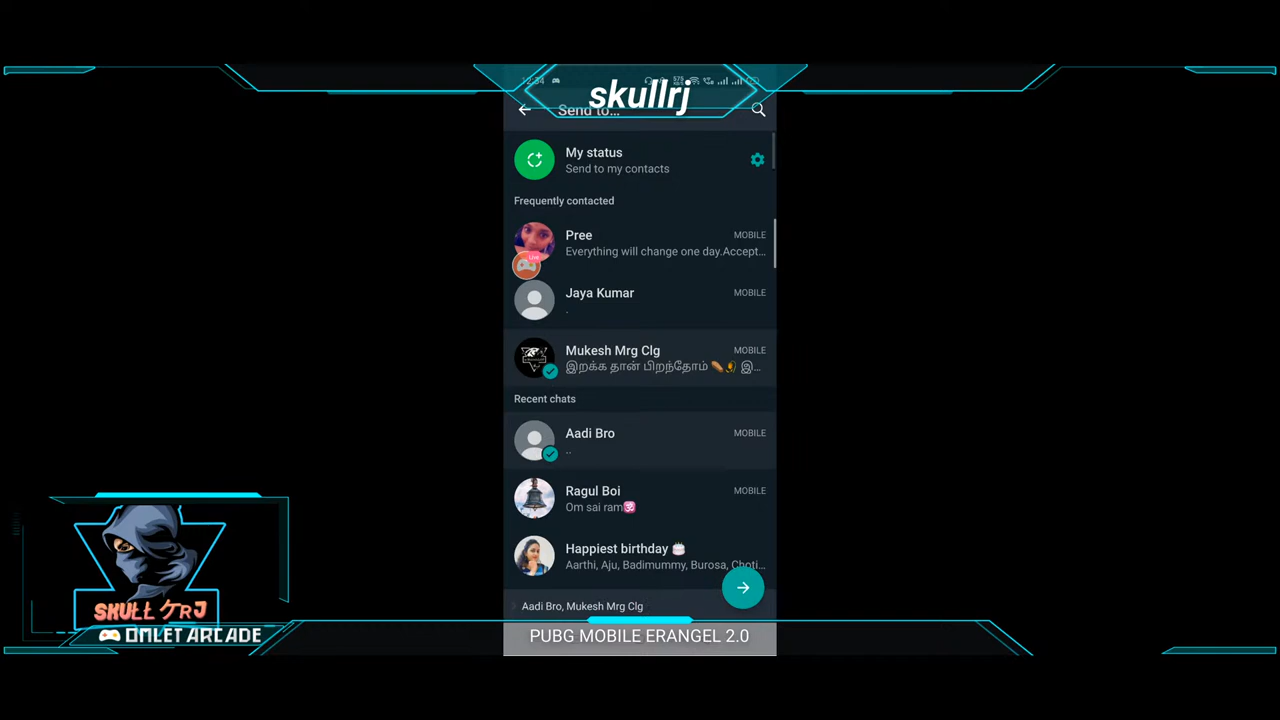 12:34
skullrj
Send to...
My status
Send to my contacts
Frequently contacted
Pree
MOBILE
Everything will change one day.Accept...
Live
Jaya Kumar
MOBILE
.
Mukesh Mrg Clg
MOBILE
இறக்க தான் பிறந்தோம் 🥖🥀 இ...
Recent chats
Aadi Bro
MOBILE
..
Ragul Boi
MOBILE
Om sai ram🕉
Happiest birthday 🎂
Aarthi, Aju, Badimummy, Burosa, Choti...
Aadi Bro, Mukesh Mrg Clg
PUBG MOBILE ERANGEL 2.0
OMLET ARCADE